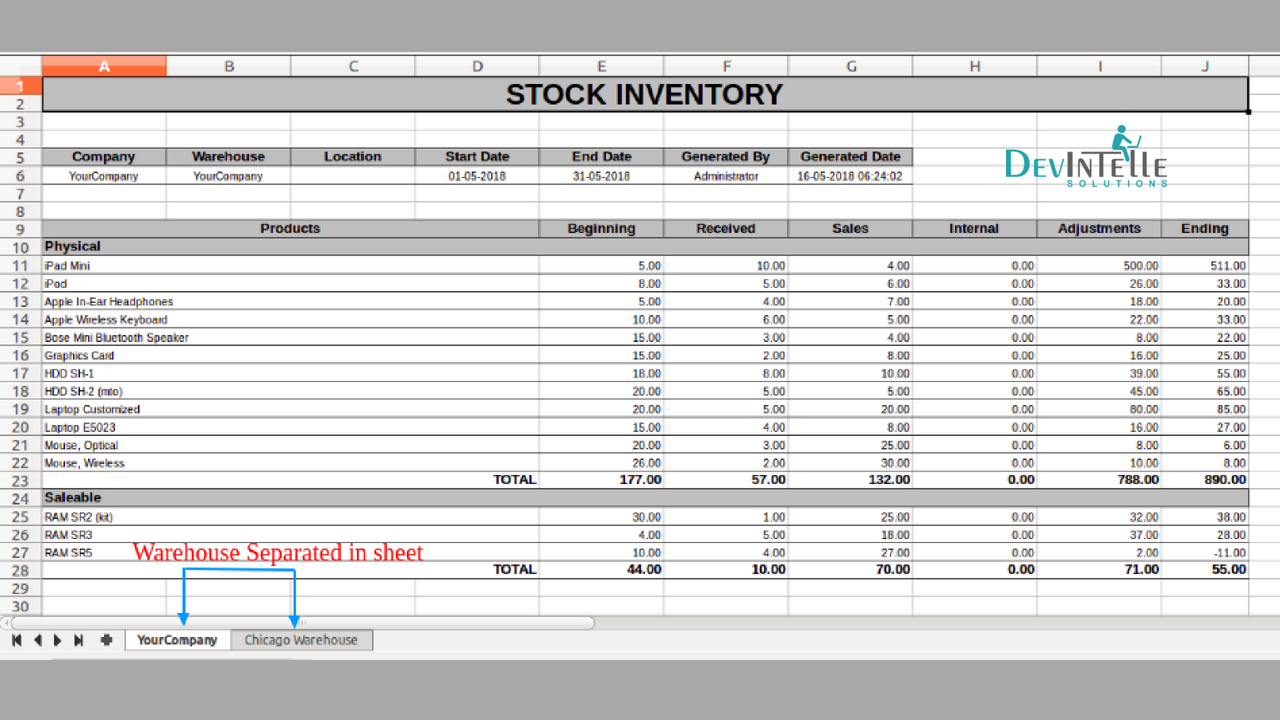 A B C D E F G H I J
1 STOCK INVENTORY
2
3
4
5 Company Warehouse Location Start Date End Date Generated By Generated Date
DEVINTELLE
SOLUTIONS
6 YourCompany YourCompany 01-05-2018 31-05-2018 Administrator 16-05-2018 06:24:02
7
8
9 Products Beginning Received Sales Internal Adjustments Ending
10 Physical
11 iPad Mini 5.00 10.00 4.00 0.00 500.00 511.00
12 iPod 8.00 5.00 6.00 0.00 26.00 33.00
13 Apple In-Ear Headphones 5.00 4.00 7.00 0.00 18.00 20.00
14 Apple Wireless Keyboard 10.00 6.00 5.00 0.00 22.00 33.00
15 Bose Mini Bluetooth Speaker 15.00 3.00 4.00 0.00 8.00 22.00
16 Graphics Card 15.00 2.00 8.00 0.00 16.00 25.00
17 HDD SH-1 18.00 8.00 10.00 0.00 39.00 55.00
18 HDD SH-2 (mto) 20.00 5.00 5.00 0.00 45.00 65.00
19 Laptop Customized 20.00 5.00 20.00 0.00 80.00 85.00
20 Laptop E5023 15.00 4.00 8.00 0.00 16.00 27.00
21 Mouse, Optical 20.00 3.00 25.00 0.00 8.00 6.00
22 Mouse, Wireless 26.00 2.00 30.00 0.00 10.00 8.00
23 TOTAL 177.00 57.00 132.00 0.00 788.00 890.00
24 Saleable
25 RAM SR2 (kit) 30.00 1.00 25.00 0.00 32.00 38.00
26 RAM SR3 4.00 5.00 18.00 0.00 37.00 28.00
27 RAM SR5 10.00 4.00 27.00 0.00 2.00 -11.00
Warehouse Separated in sheet
28 TOTAL 44.00 10.00 70.00 0.00 71.00 55.00
29
30
YourCompany Chicago Warehouse